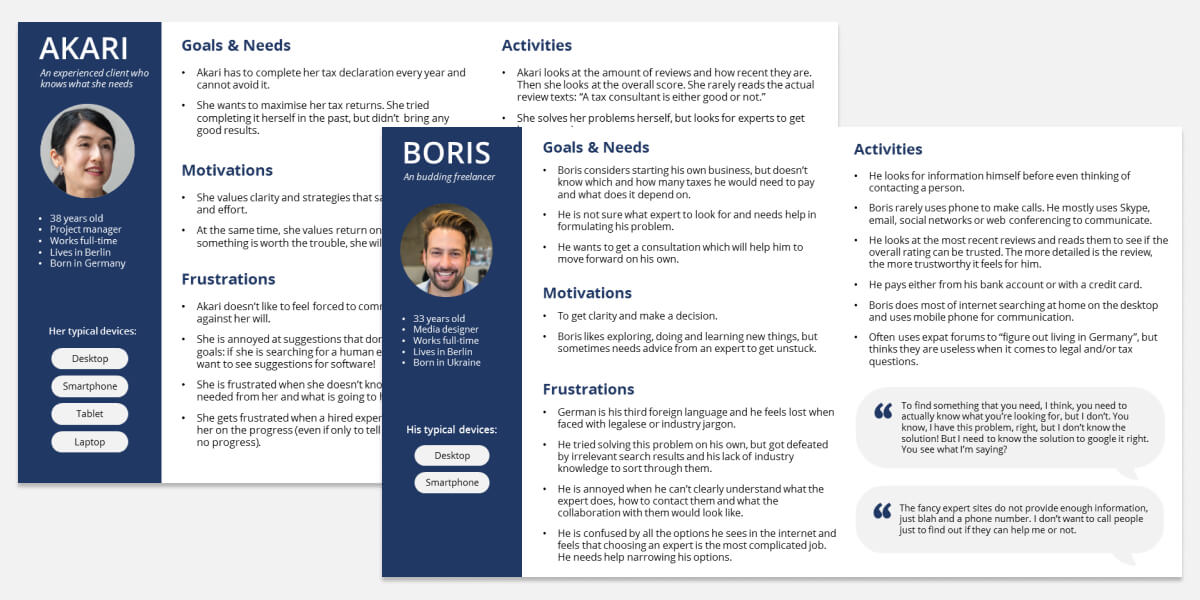 AKARI
An experienced client who
knows what she needs
38 years old
Project manager
Works full-time
Lives in Berlin
Born in Germany
Her typical devices:
Desktop
Smartphone
Tablet
Laptop
Goals & Needs
Akari has to complete her tax declaration every year and
cannot avoid it.
She wants to maximise her tax returns. She tried
completing it herself in the past, but didn't bring any
good results.
Motivations
She values clarity and strategies that
and effort.
At the same time, she values return on
something is worth the trouble, she
Frustrations
Akari doesn't like to feel forced to
against her will.
She is annoyed at suggestions that
goals: if she is searching for a human
want to see suggestions for software!
She is frustrated when she doesn't
needed from her and what is going to
She gets frustrated when a hired
her on the progress (even if only to tell
no progress).
Activities
Akari looks at the amount of reviews and how recent they are.
Then she looks at the overall score. She rarely reads the actual
review texts: “A tax consultant is either good or not.”
She solves her problems herself, but looks for experts to get
BORIS
An budding freelancer
33 years old
Media designer
Works full-time
Lives in Berlin
Born in Ukraine
His typical devices:
Desktop
Smartphone
Goals & Needs
Boris considers starting his own business, but doesn't
know which and how many taxes he would need to pay
and what does it depend on.
He is not sure what expert to look for and needs help in
formulating his problem.
He wants to get a consultation which will help him to
move forward on his own.
Motivations
To get clarity and make a decision.
Boris likes exploring, doing and learning new things, but
sometimes needs advice from an expert to get unstuck.
Frustrations
German is his third foreign language and he feels lost when
faced with legalese or industry jargon.
He tried solving this problem on his own, but got defeated
by irrelevant search results and his lack of industry
knowledge to sort through them.
He is annoyed when he can't clearly understand what the
expert does, how to contact them and what the
collaboration with them would look like.
He is confused by all the options he sees in the internet and
feels that choosing an expert is the most complicated job.
He needs help narrowing his options.
Activities
He looks for information himself before even thinking of
contacting a person.
Boris rarely uses phone to make calls. He mostly uses Skype,
email, social networks or web conferencing to communicate.
He looks at the most recent reviews and reads them to see if the
overall rating can be trusted. The more detailed is the review,
the more trustworthy it feels for him.
He pays either from his bank account or with a credit card.
Boris does most of internet searching at home on the desktop
and uses mobile phone for communication.
Often uses expat forums to “figure out living in Germany”, but
thinks they are useless when it comes to legal and/or tax
questions.
“ To find something that you need, I think, you need to
actually know what you're looking for, but I don't. You
know, I have this problem, right, but I don't know the
solution! But I need to know the solution to google it right.
You see what I'm saying?
“ The fancy expert sites do not provide enough information,
just blah and a phone number. I don't want to call people
just to find out if they can help me or not.